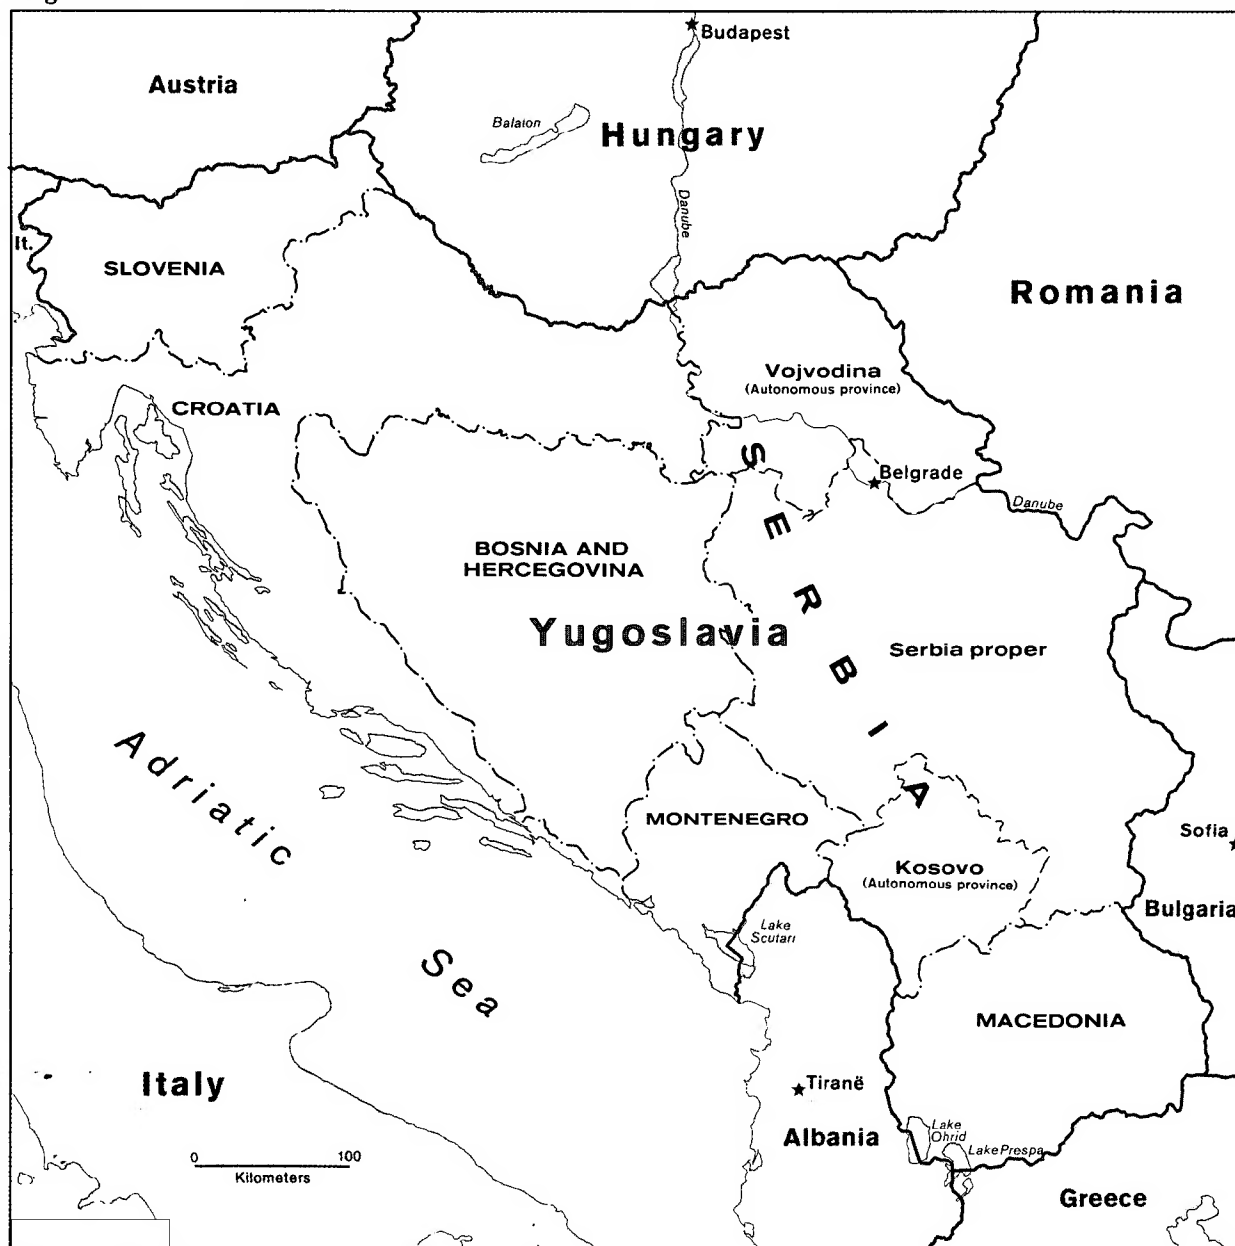 Budapest
Austria
Balaton
Hungary
Danube
It.
SLOVENIA
Romania
Vojvodina
(Autonomous province)
CROATIA
SERBIA
Belgrade
Danube
BOSNIA AND
HERCEGOVINA
Yugoslavia
Serbia proper
Adriatic
Sea
MONTENEGRO
Sofia
Kosovo
(Autonomous province)
Bulgaria
Lake
Scutari
MACEDONIA
Italy
Tiranë
Lake
Ohrid
Lake Prespa
Albania
0 100
Kilometers
Greece